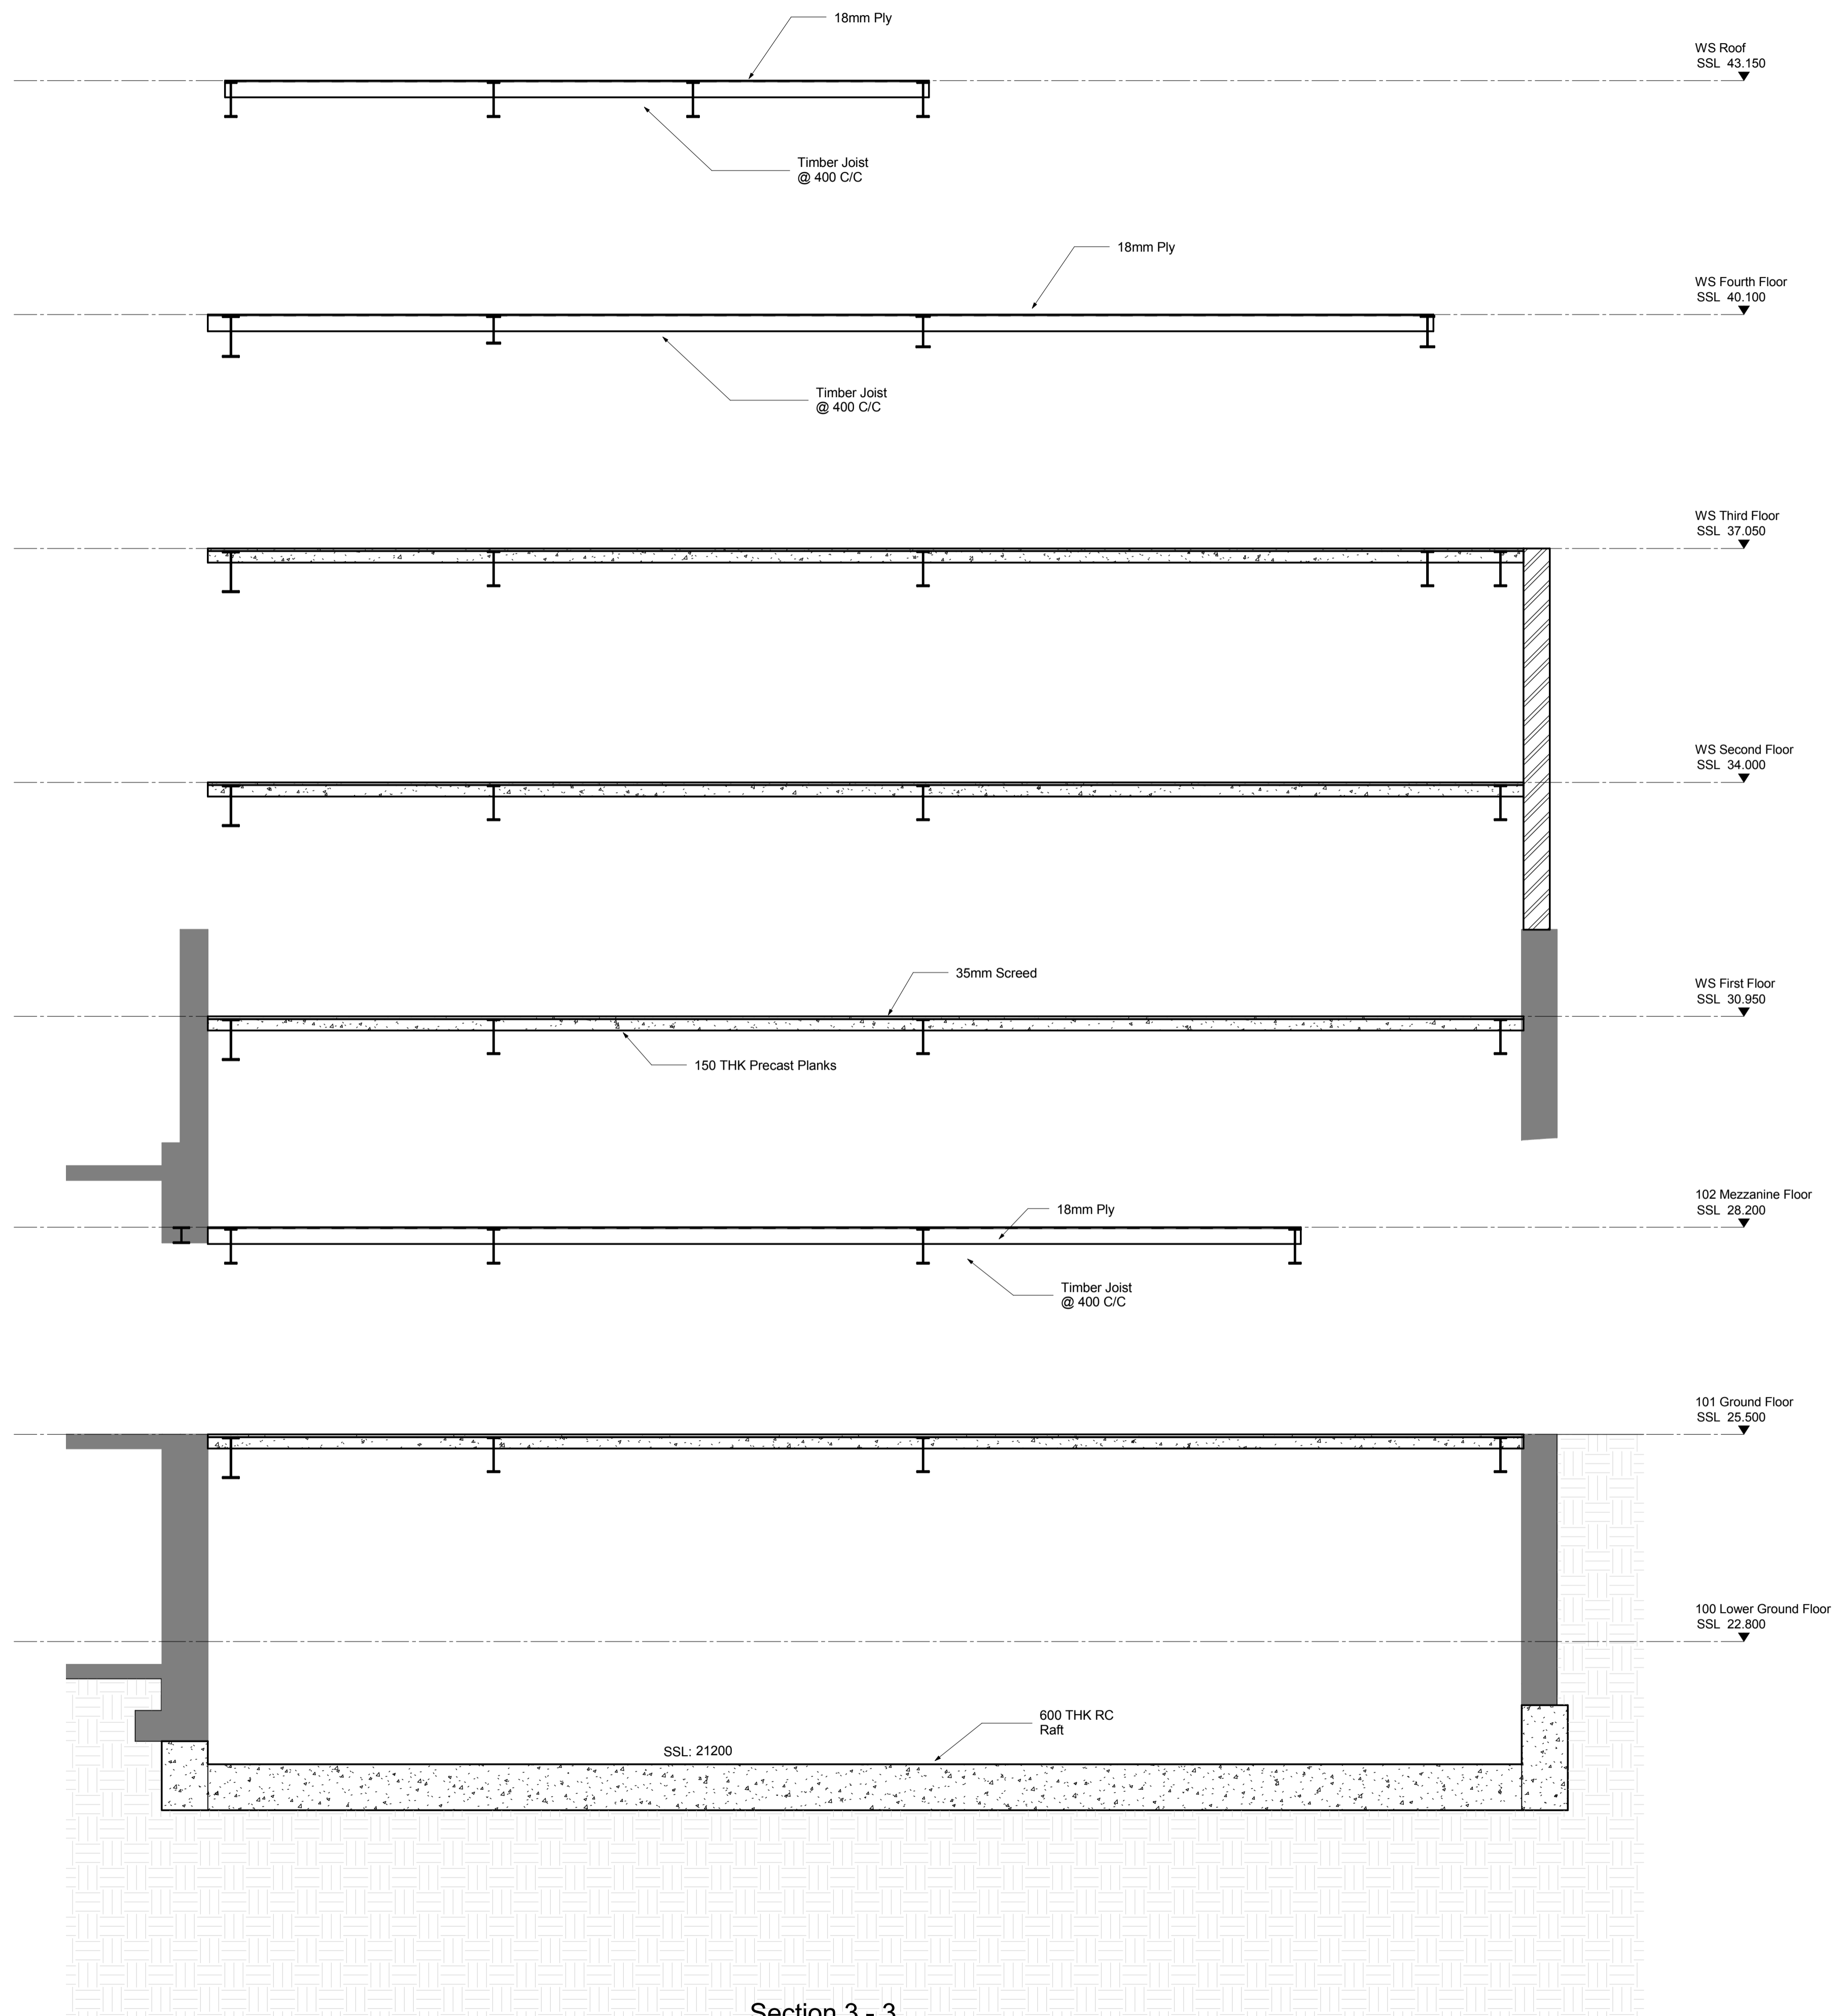 18mm Ply
WS Roof
SSL 43.150
Timber Joist
@ 400 C/C
18mm Ply
WS Fourth Floor
SSL 40.100
Timber Joist
@ 400 C/C
WS Third Floor
SSL 37.050
WS Second Floor
SSL 34.000
35mm Screed
WS First Floor
SSL 30.950
150 THK Precast Planks
102 Mezzanine Floor
SSL 28.200
18mm Ply
Timber Joist
@ 400 C/C
101 Ground Floor
SSL 25.500
100 Lower Ground Floor
SSL 22.800
600 THK RC
Raft
SSL: 21200
Section 3 - 3